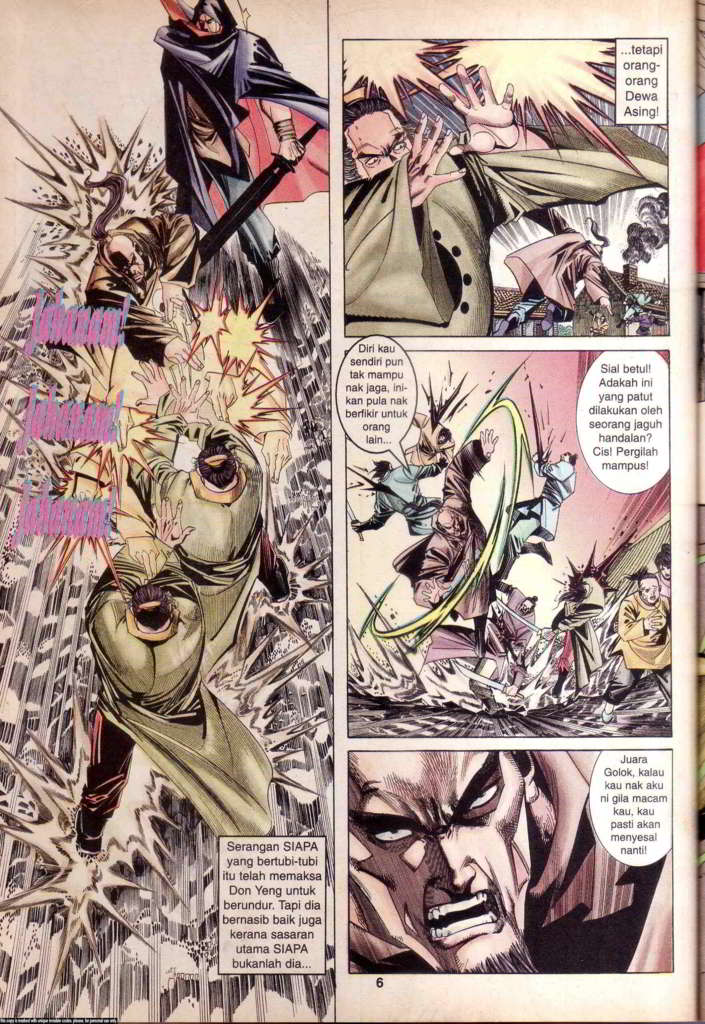 Jahanam!
Jahanam!
Jahanam!
Serangan SIAPA
yang bertubi-tubi
itu telah memaksa
Don Yeng untuk
berundur. Tapi dia
bernasib baik juga
kerana sasaran
utama SIAPA
bukanlah dia...
...tetapi
orang-
orang
Dewa
Asing!
Diri kau
sendiri pun
tak mampu
nak jaga, ini-
kan pula nak
berfikir untuk
orang
lain...
Sial betul!
Adakah ini
yang patut
dilakukan oleh
seorang jaguh
handalan?
Cis! Pergilah
mampus!
Juara
Golok, kalau
kau nak aku
ni gila macam
kau, kau
pasti akan
menyesal
nanti!
6